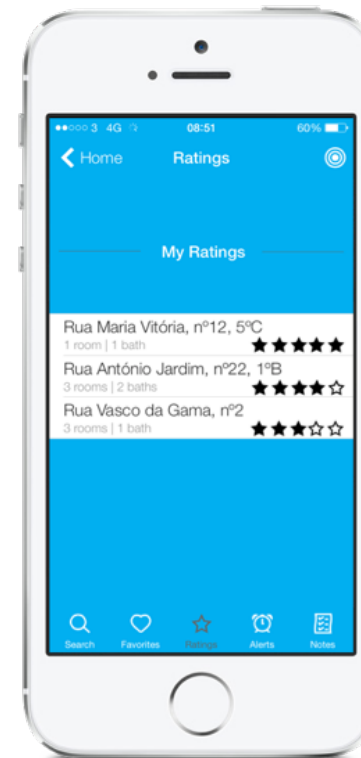 3 4G 08:51 60%
Home Ratings
My Ratings
Rua Maria Vitória, nº12, 5ºC
1 room | 1 bath
Rua António Jardim, nº22, 1ºB
3 rooms | 2 baths
Rua Vasco da Gama, nº2
3 rooms | 1 bath
Search Favorites Ratings Alerts Notes